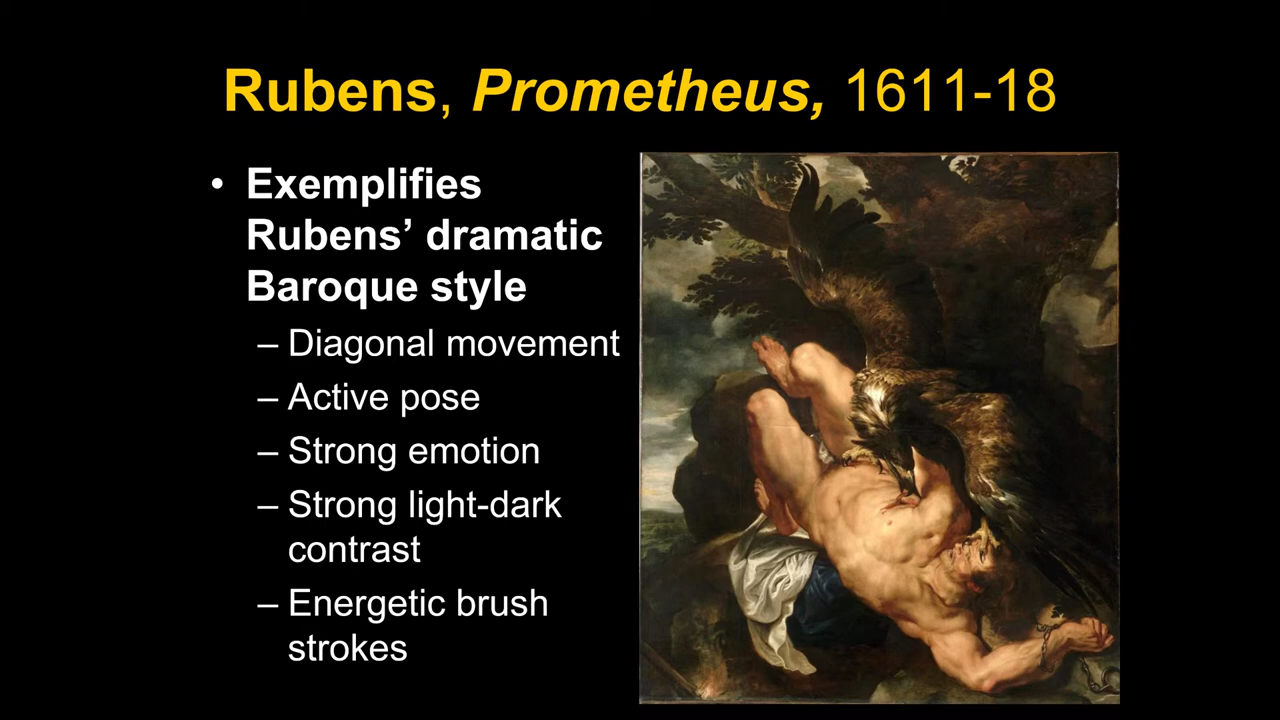 Rubens, Prometheus, 1611-18
• Exemplifies
Rubens’ dramatic
Baroque style
– Diagonal movement
– Active pose
– Strong emotion
– Strong light-dark
contrast
– Energetic brush
strokes